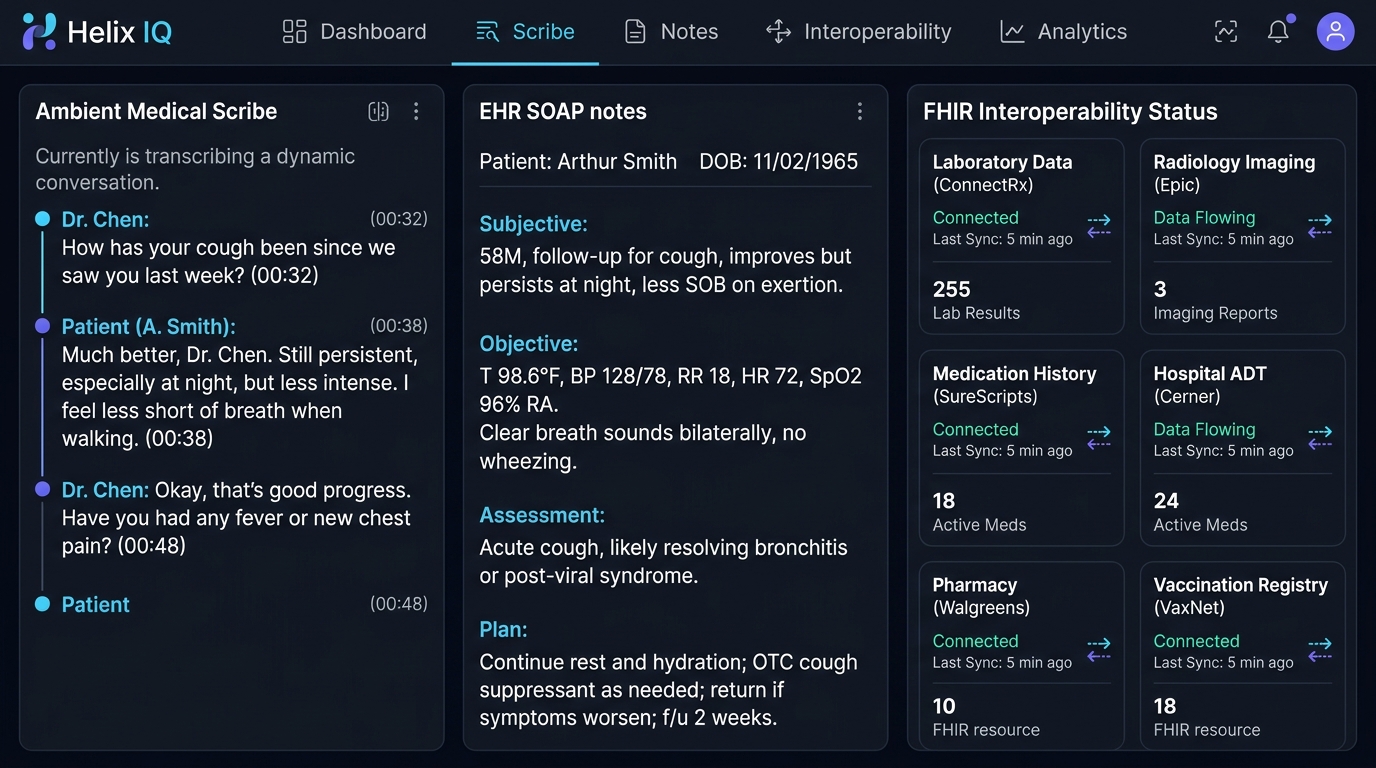 Helix IQ
Dashboard
Scribe
Notes
Interoperability
Analytics
Ambient Medical Scribe
Currently is transcribing a dynamic
conversation.
Dr. Chen: (00:32)
How has your cough been since we
saw you last week? (00:32)
Patient (A. Smith): (00:38)
Much better, Dr. Chen. Still persistent,
especially at night, but less intense. I
feel less short of breath when
walking. (00:38)
Dr. Chen: Okay, that's good progress.
Have you had any fever or new chest
pain? (00:48)
Patient (00:48)
EHR SOAP notes
Patient: Arthur Smith DOB: 11/02/1965
Subjective:
58M, follow-up for cough, improves but
persists at night, less SOB on exertion.
Objective:
T 98.6°F, BP 128/78, RR 18, HR 72, SpO2
96% RA.
Clear breath sounds bilaterally, no
wheezing.
Assessment:
Acute cough, likely resolving bronchitis
or post-viral syndrome.
Plan:
Continue rest and hydration; OTC cough
suppressant as needed; return if
symptoms worsen; f/u 2 weeks.
FHIR Interoperability Status
Laboratory Data
(ConnectRx)
Connected
Last Sync: 5 min ago
255
Lab Results
Radiology Imaging
(Epic)
Data Flowing
Last Sync: 5 min ago
3
Imaging Reports
Medication History
(SureScripts)
Connected
Last Sync: 5 min ago
18
Active Meds
Hospital ADT
(Cerner)
Data Flowing
Last Sync: 5 min ago
24
Active Meds
Pharmacy
(Walgreens)
Connected
Last Sync: 5 min ago
10
FHIR resource
Vaccination Registry
(VaxNet)
Connected
Last Sync: 5 min ago
18
FHIR resource